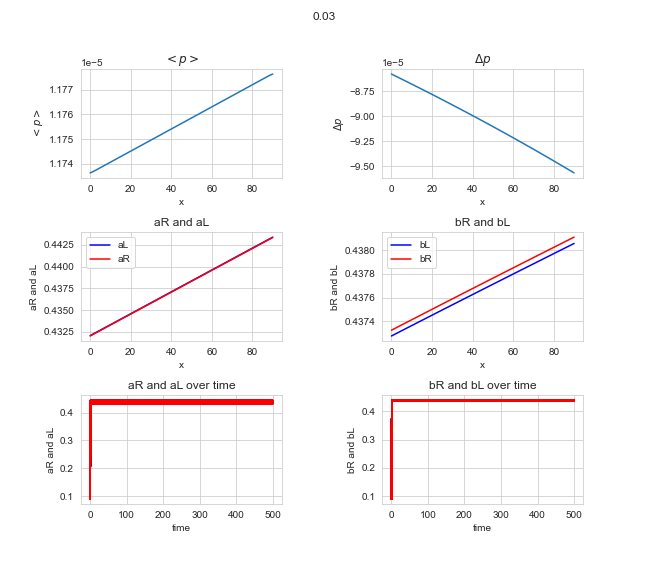 0.03
<p>
Δp
1e−5
1e−5
1.177
1.176
1.175
1.174
<p>
0 20 40 60 80
x
−8.75
−9.00
−9.25
−9.50
Δp
0 20 40 60 80
x
aR and aL
bR and bL
aL
aR
0.4425
0.4400
0.4375
0.4350
0.4325
aR and aL
0 20 40 60 80
x
bL
bR
0.4380
0.4378
0.4376
0.4374
bR and bL
0 20 40 60 80
x
aR and aL over time
bR and bL over time
0.4
0.3
0.2
0.1
aR and aL
0 100 200 300 400 500
time
0.4
0.3
0.2
0.1
bR and bL
0 100 200 300 400 500
time